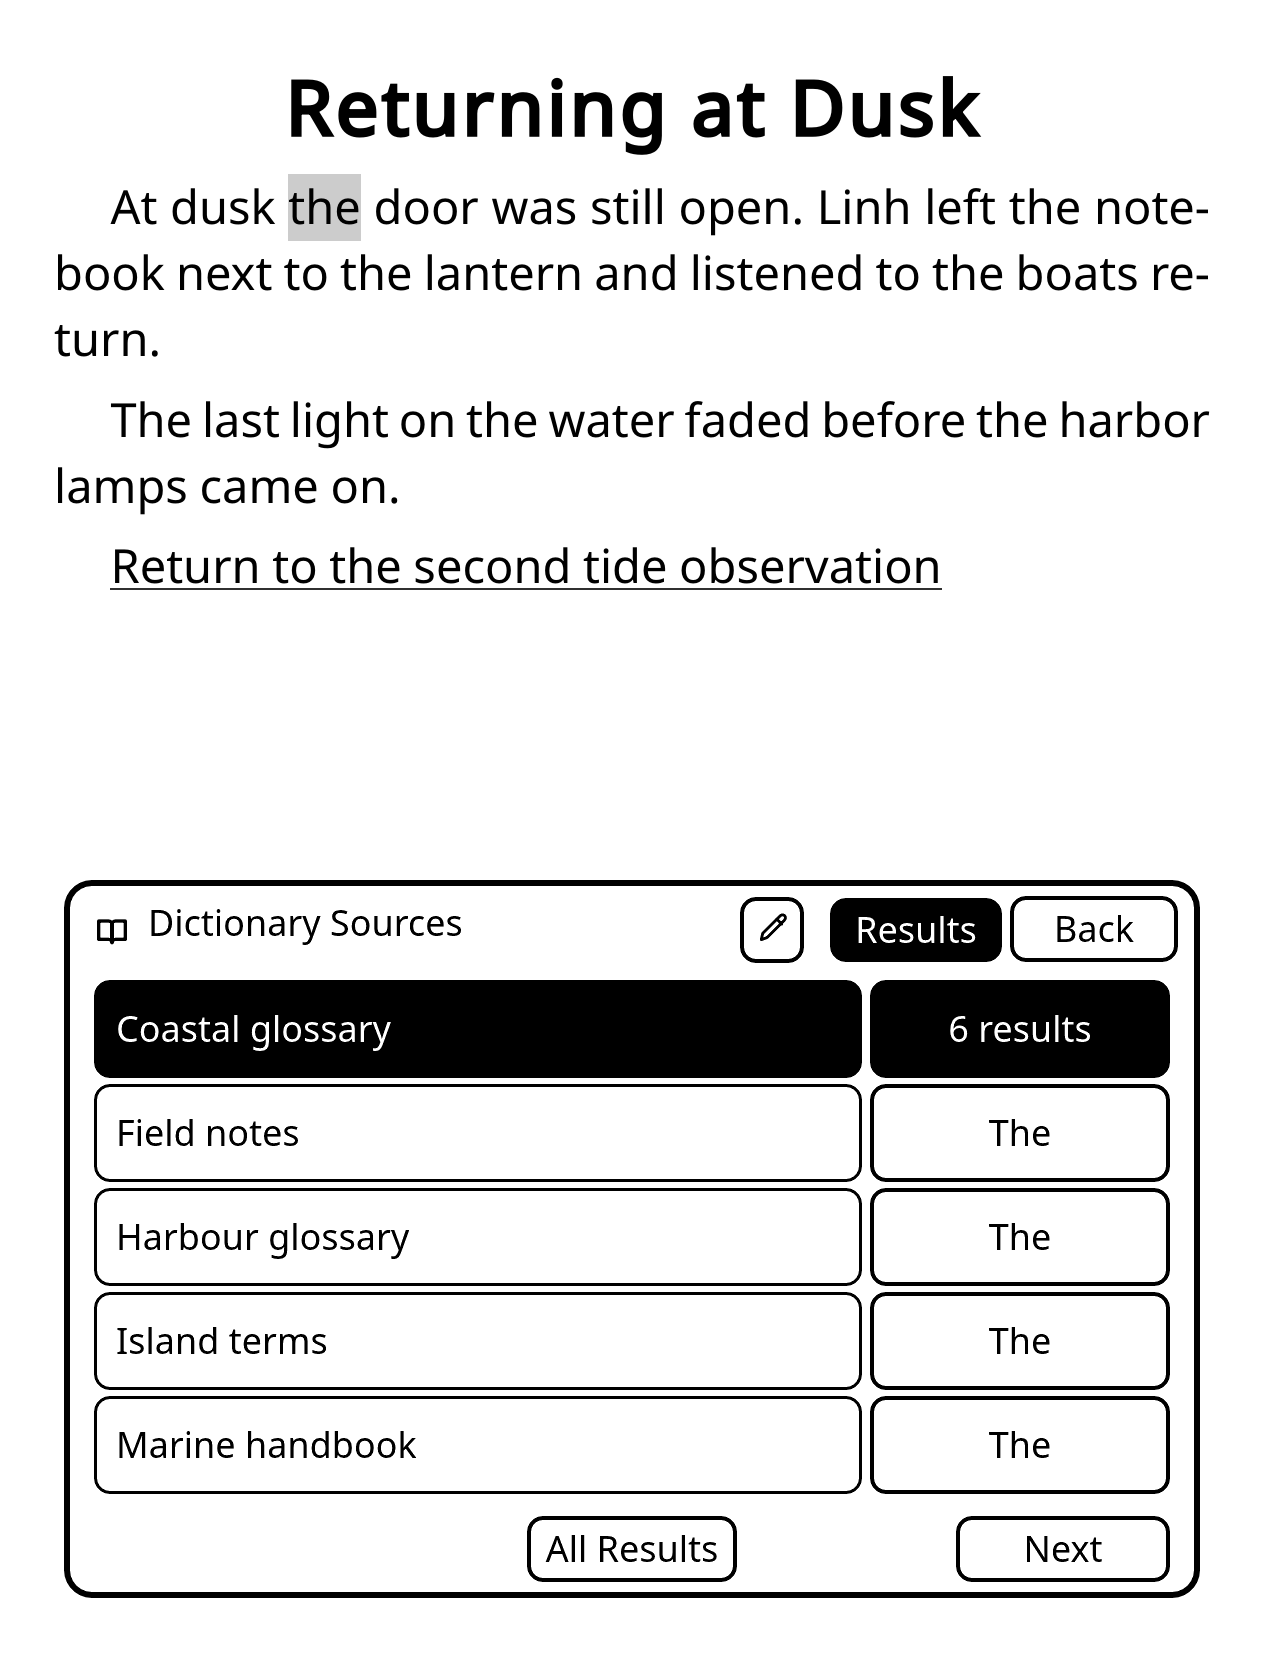 Returning at Dusk
At dusk the door was still open. Linh left the note-
book next to the lantern and listened to the boats re-
turn.
The last light on the water faded before the harbor
lamps came on.
Return to the second tide observation
Dictionary Sources
Results
Back
Coastal glossary
6 results
Field notes
The
Harbour glossary
The
Island terms
The
Marine handbook
The
All Results
Next